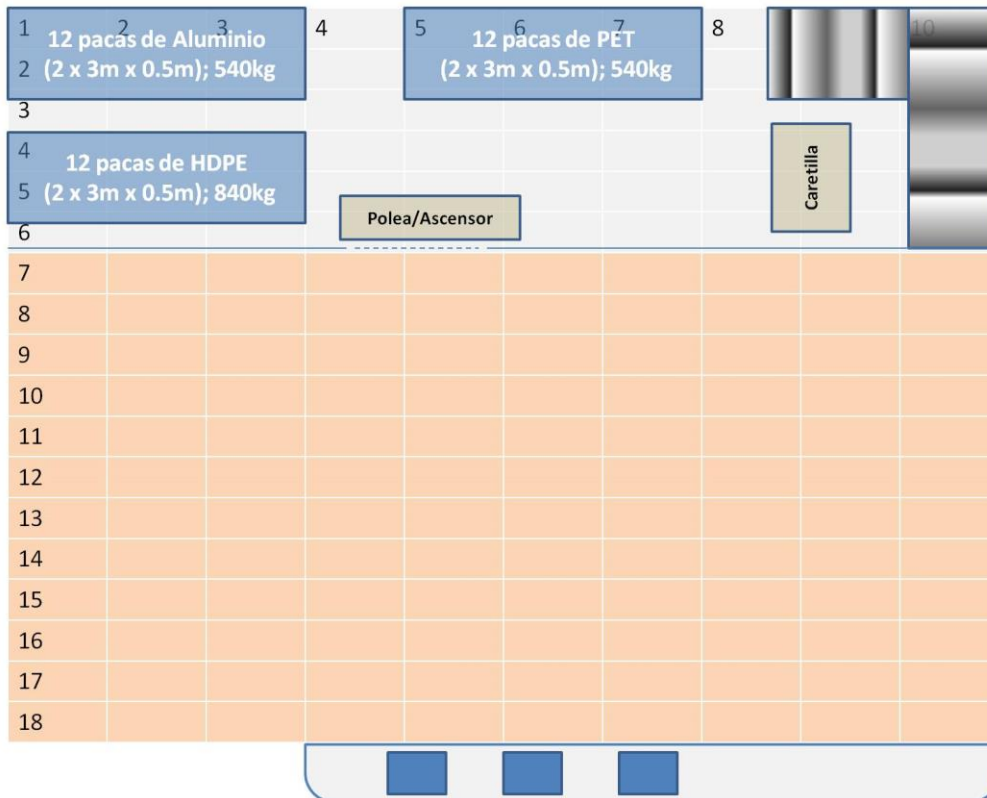 1 2 3 4 5 6 7 8 10
12 pacas de Aluminio
(2 x 3m x 0.5m); 540kg
12 pacas de PET
(2 x 3m x 0.5m); 540kg
2
3
4
12 pacas de HDPE
(2 x 3m x 0.5m); 840kg
5
Caretilla
Polea/Ascensor
6
7
8
9
10
11
12
13
14
15
16
17
18